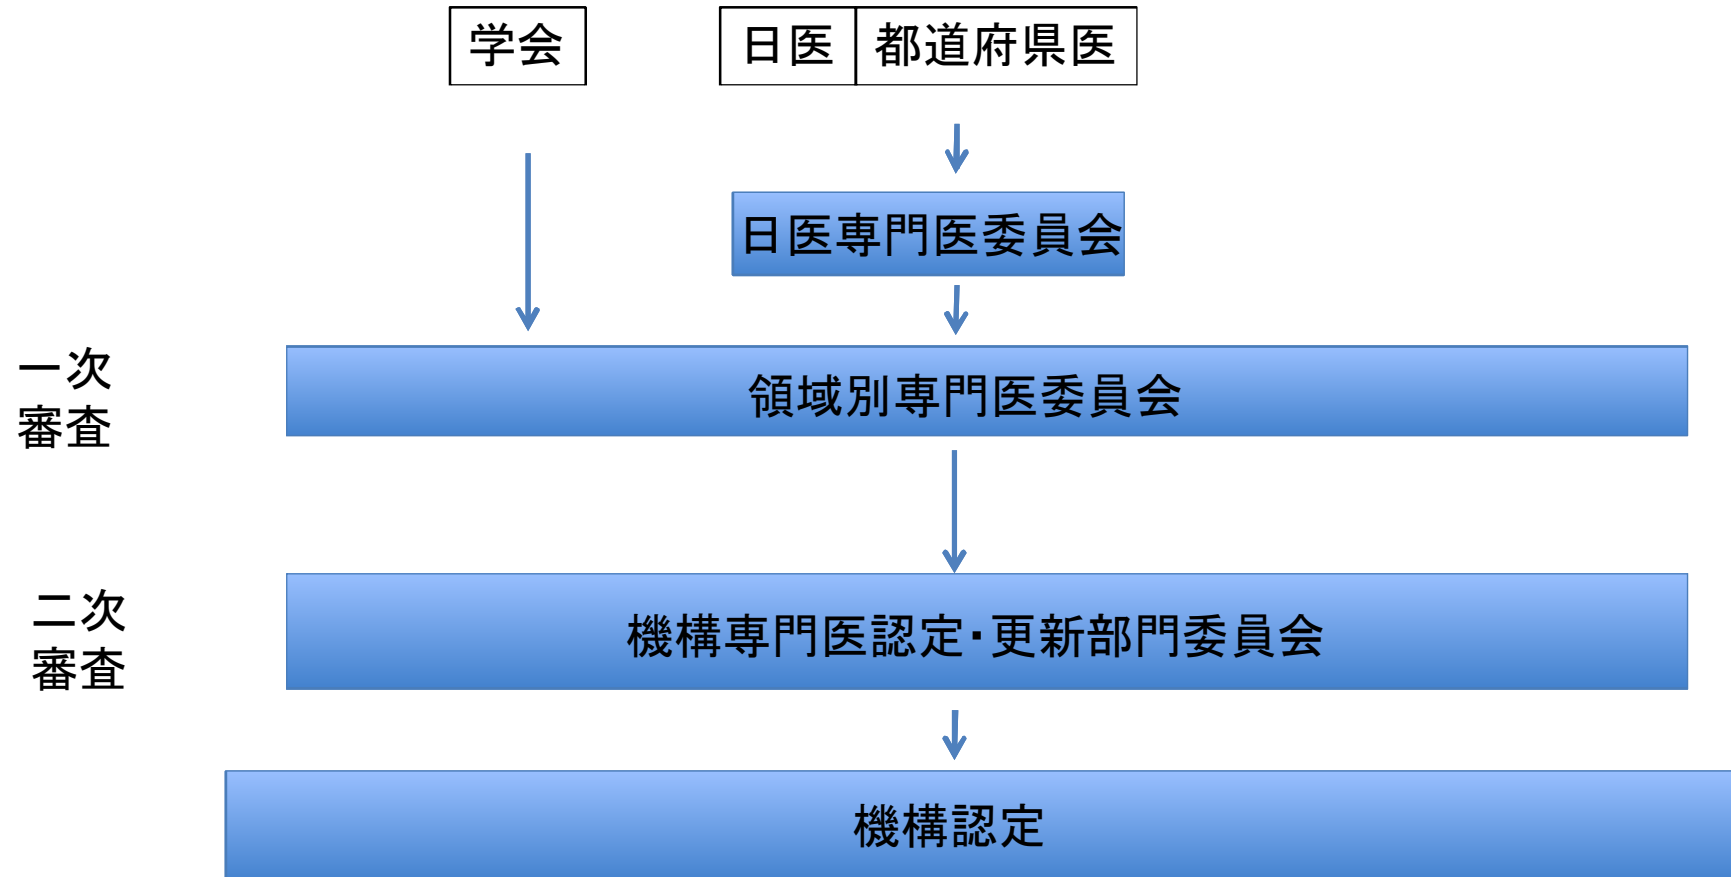 学会
日医
都道府県医
日医専門医委員会
一次
審査
領域別専門医委員会
二次
審査
機構専門医認定・更新部門委員会
機構認定